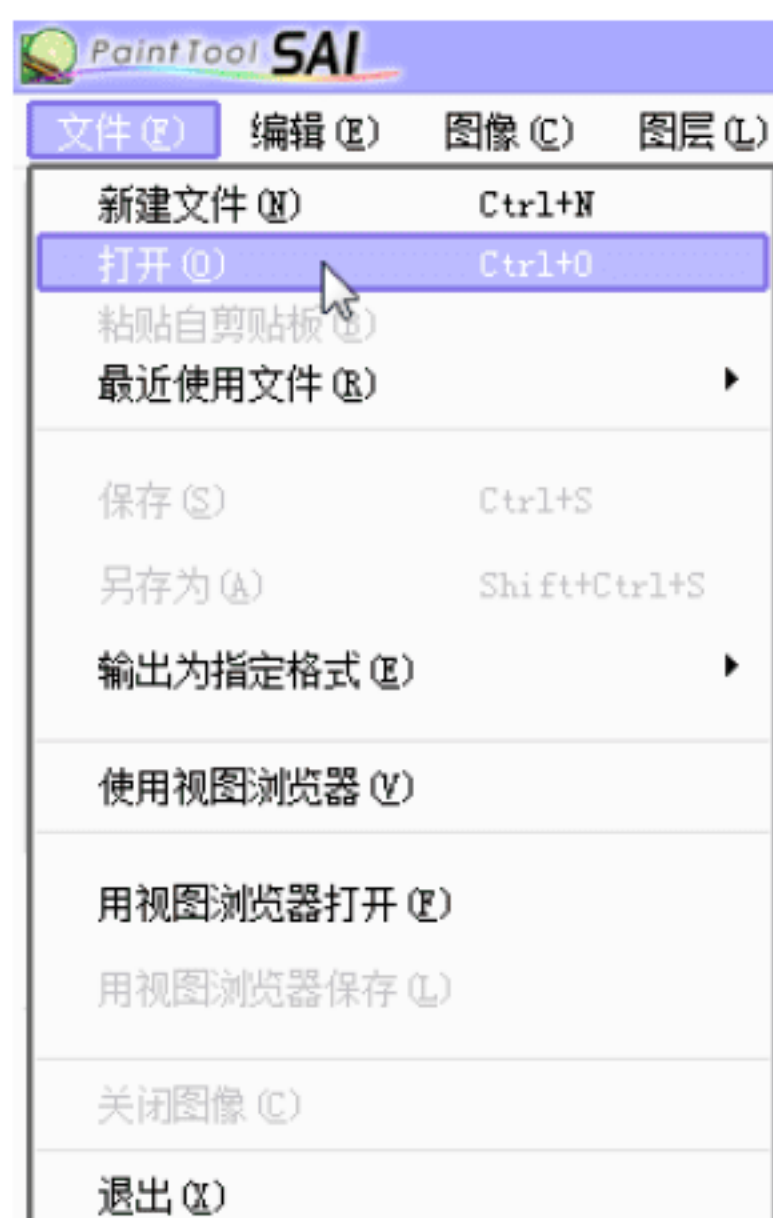 PaintTool SAI
文件(F) 编辑(E) 图像(C) 图层(L)
新建文件(N) Ctrl+N
打开(O) Ctrl+O
粘贴自剪贴板(B)
最近使用文件(R)
保存(S) Ctrl+S
另存为(A) Shift+Ctrl+S
输出为指定格式(E)
使用视图浏览器(V)
用视图浏览器打开(F)
用视图浏览器保存(L)
关闭图像(C)
退出(X)